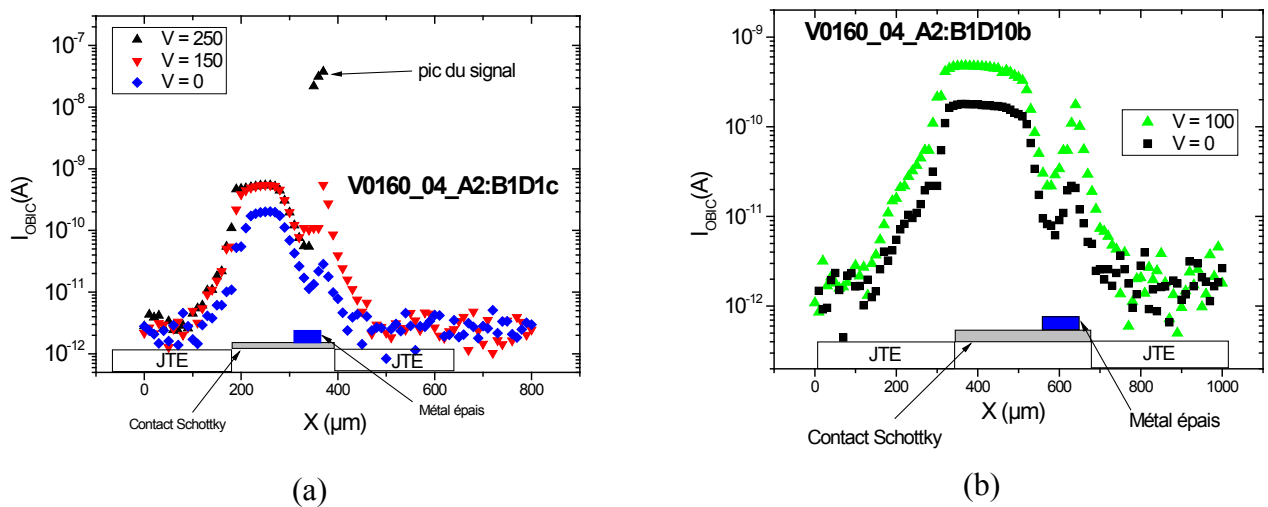 (a)
10⁻⁷
10⁻⁸
10⁻⁹
10⁻¹⁰
10⁻¹¹
10⁻¹²
I_OBIC(A)
V = 250
V = 150
V = 0
pic du signal
V0160_04_A2:B1D1c
JTE
JTE
0 200 400 600 800
Contact Schottky
X (µm)
Métal épais
(a)
(b)
V0160_04_A2:B1D10b
10⁻⁹
10⁻¹⁰
10⁻¹¹
10⁻¹²
I_OBIC(A)
V = 100
V = 0
JTE
JTE
0 200 400 600 800 1000
X (µm)
Métal épais
Contact Schottky
(b)